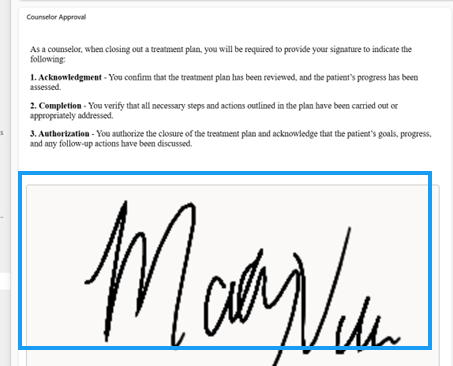 Counselor Approval
As a counselor, when closing out a treatment plan, you will be required to provide your signature to indicate the
following:
1. Acknowledgment - You confirm that the treatment plan has been reviewed, and the patient's progress has been
assessed.
2. Completion - You verify that all necessary steps and actions outlined in the plan have been carried out or
appropriately addressed.
3. Authorization - You authorize the closure of the treatment plan and acknowledge that the patient's goals, progress,
and any follow-up actions have been discussed.